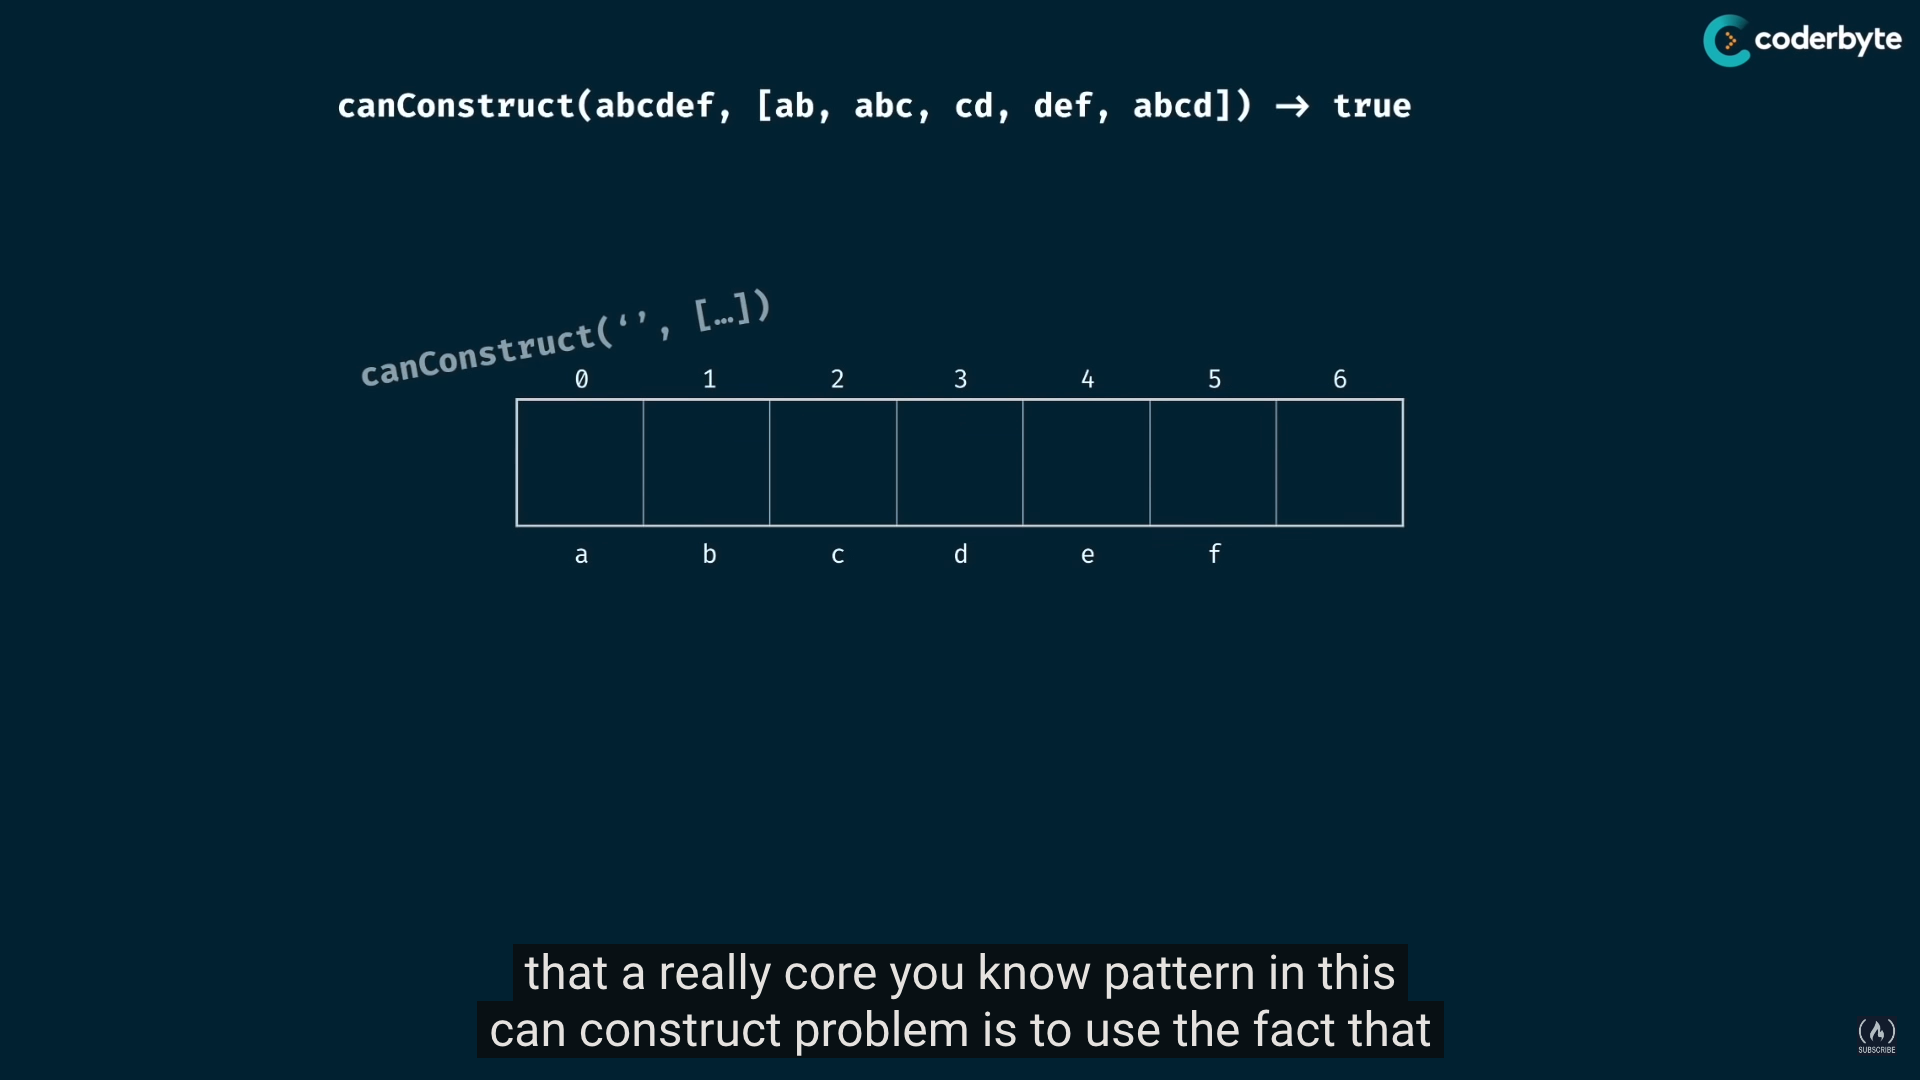 coderbyte
canConstruct(abcdef, [ab, abc, cd, def, abcd]) → true
canConstruct(‘’, […])
0 1 2 3 4 5 6
a b c d e f
that a really core you know pattern in this
can construct problem is to use the fact that
SUBSCRIBE